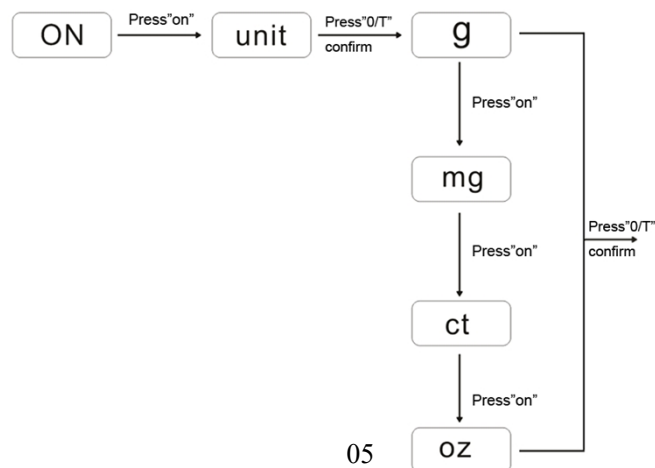 ON
Press"on"
unit
Press"0/T"
confirm
g
Press"on"
mg
Press"on"
ct
Press"on"
oz
Press"0/T"
confirm
05